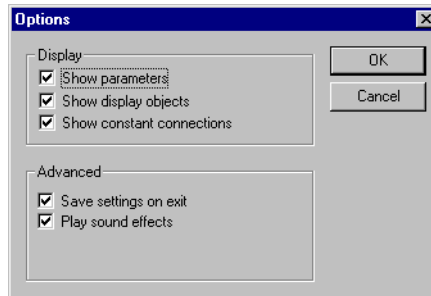 Options
Display
Show parameters
Show display objects
Show constant connections
OK
Cancel
Advanced
Save settings on exit
Play sound effects